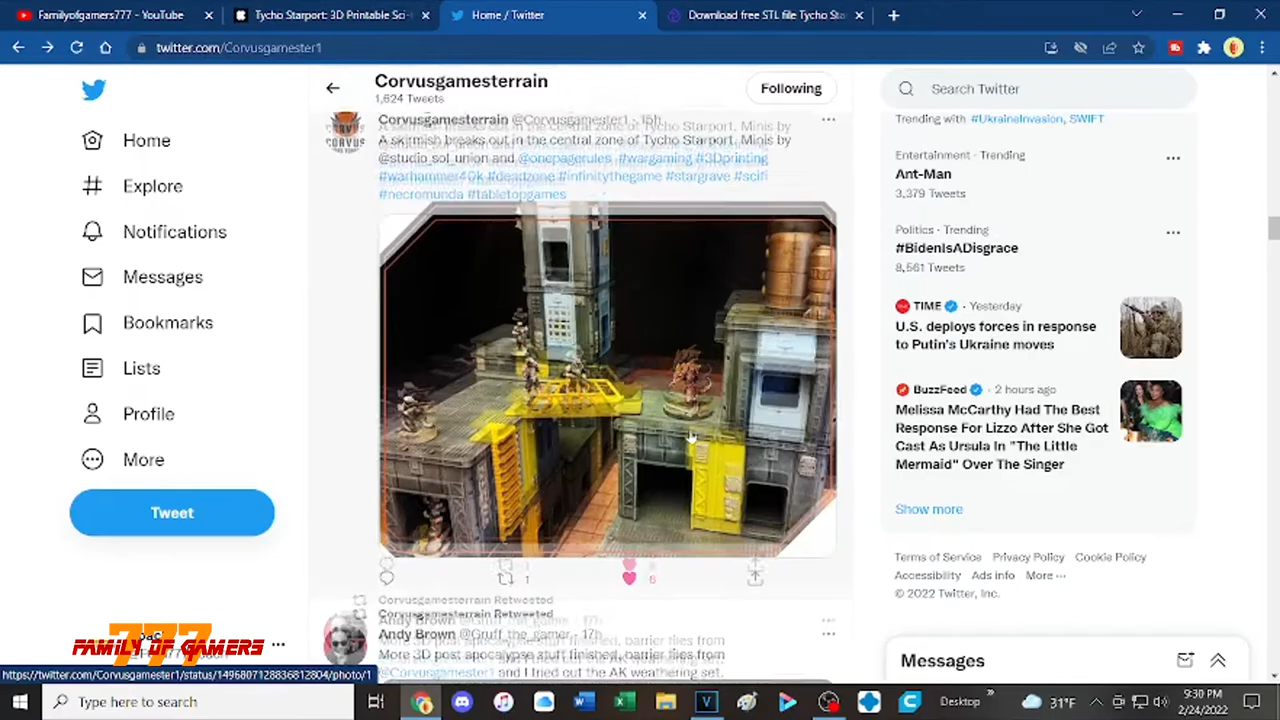 Familyofgamers777 - YouTube
Tycho Starport: 3D Printable Sci-
Home / Twitter
Download free STL file Tycho Sta
twitter.com/Corvusgamester1
Corvusgamesterrain
1,624 Tweets
Following
Search Twitter
Home
Explore
Notifications
Messages
Bookmarks
Lists
Profile
More
Tweet
Corvusgamesterrain @Corvusgamester1 · 15h
A skirmish breaks out in the central zone of Tycho Starport. Minis by
@studio_sol_union and @onepagerules #wargaming #3Dprinting
#warhammer40k #deadzone #infinitythegame #stargrave #scifi
#necromunda #tabletopgames
1
6
Corvusgamesterrain Retweeted
Andy Brown @Gruff_the_gamer · 17h
More 3D post apocalypse stuff finished, barrier files from
@Corvusgamester1 and I tried out the AK weathering set.
Trending with #UkraineInvasion, SWIFT
Entertainment · Trending
Ant-Man
3,379 Tweets
Politics · Trending
#BidenIsADisgrace
8,561 Tweets
TIME · Yesterday
U.S. deploys forces in response
to Putin's Ukraine moves
BuzzFeed · 2 hours ago
Melissa McCarthy Had The Best
Response For Lizzo After She Got
Cast As Ursula In "The Little
Mermaid" Over The Singer
Show more
Terms of Service Privacy Policy Cookie Policy
Accessibility Ads info More ···
© 2022 Twitter, Inc.
Messages
777
FAMILY OF GAMERS
https://twitter.com/Corvusgamester1/status/1496807128836812804/photo/1
Type here to search
Desktop
31°F
9:30 PM
2/24/2022